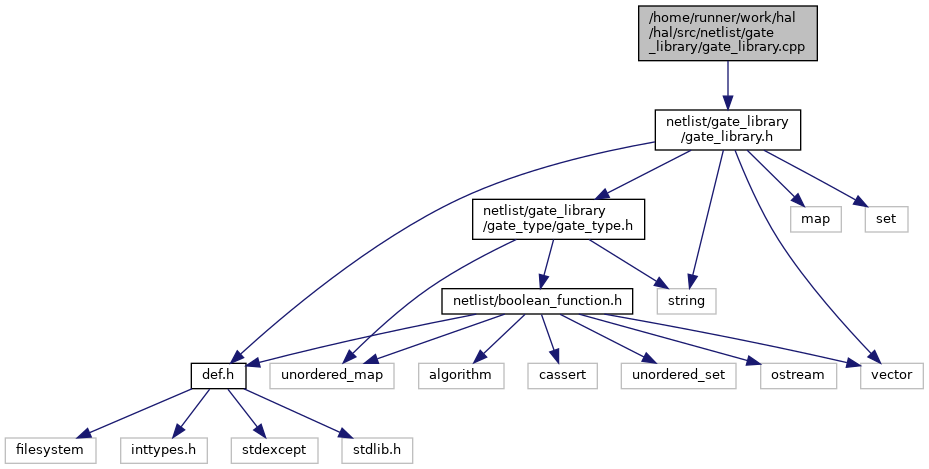 /home/runner/work/hal
/hal/src/netlist/gate
_library/gate_library.cpp
netlist/gate_library
/gate_library.h
netlist/gate_library
/gate_type/gate_type.h
map
set
netlist/boolean_function.h
string
def.h
unordered_map
algorithm
cassert
unordered_set
ostream
vector
filesystem
inttypes.h
stdexcept
stdlib.h